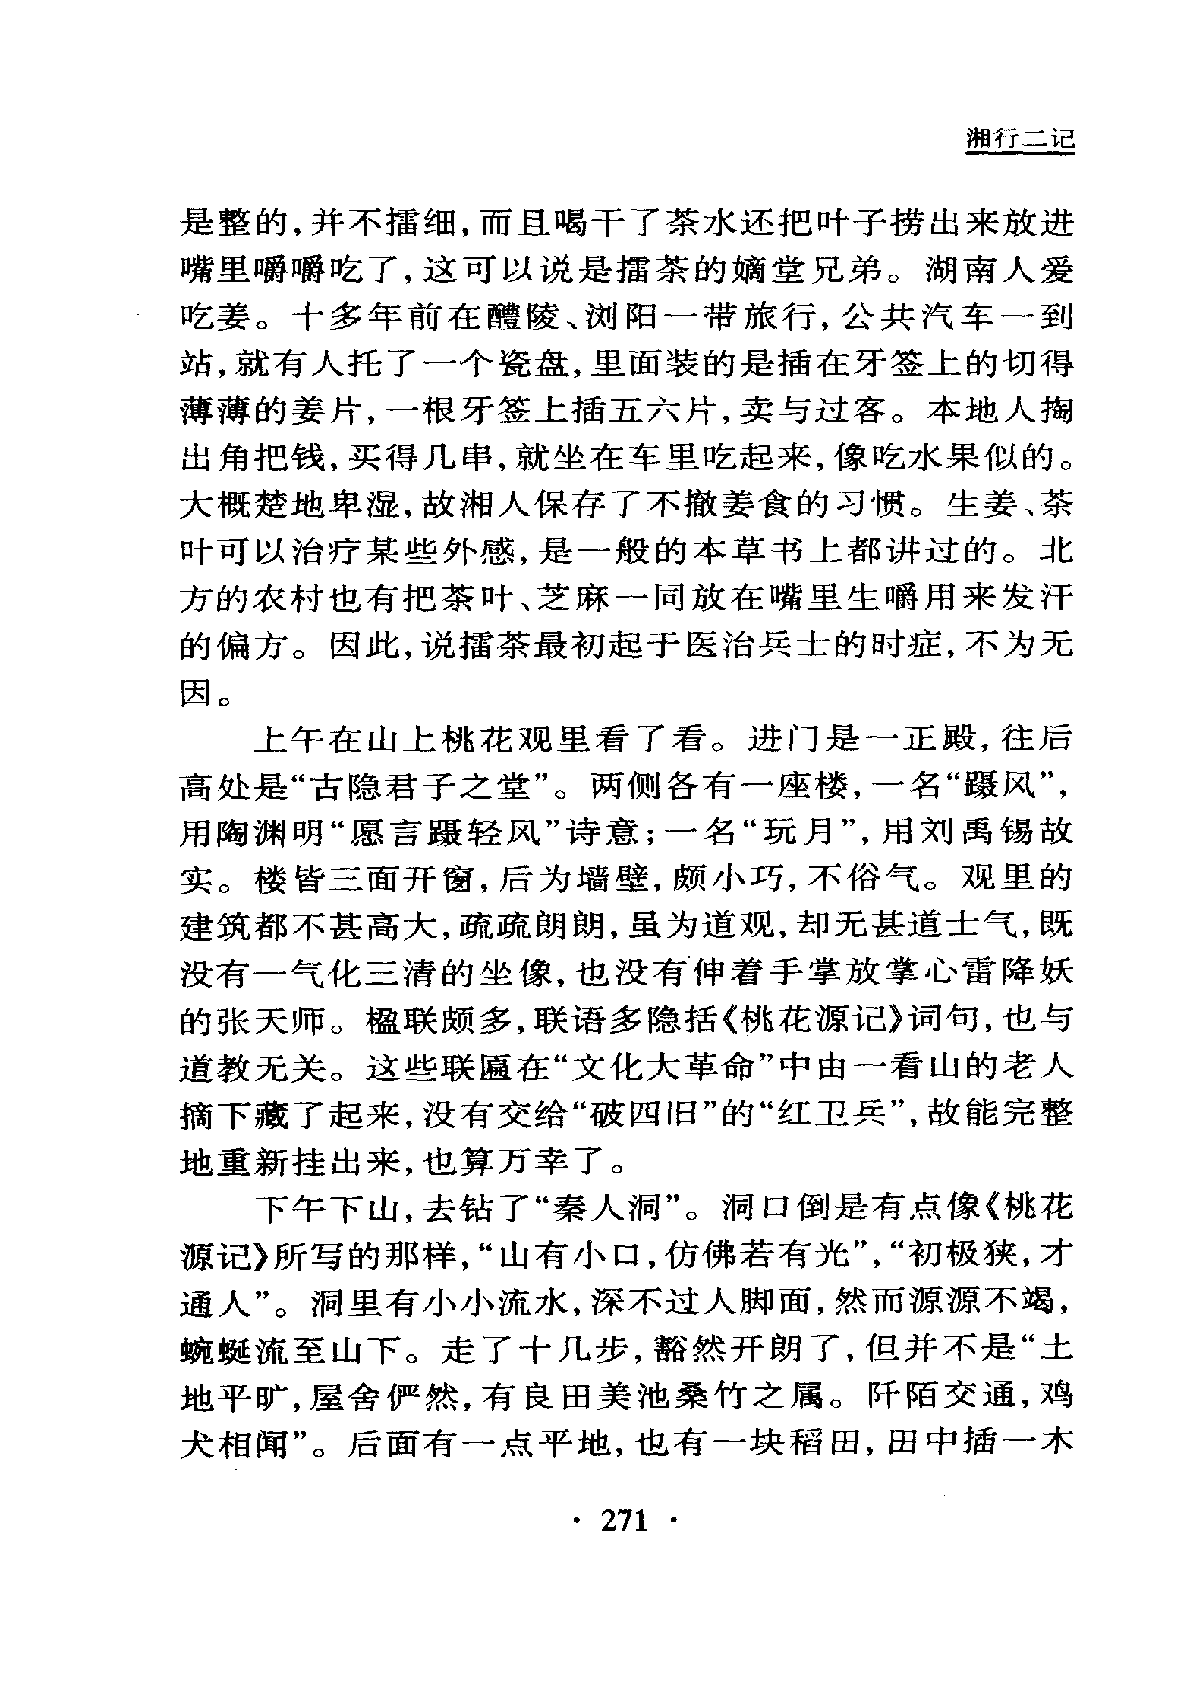 湘行二记
是整的,并不擂细,而且喝干了茶水还把叶子捞出来放进
嘴里嚼嚼吃了,这可以说是擂茶的嫡堂兄弟。湖南人爱
吃姜。十多年前在醴陵、浏阳一带旅行,公共汽车一到
站,就有人托了一个瓷盘,里面装的是插在牙签上的切得
薄薄的姜片,一根牙签上插五六片,卖与过客。本地人掏
出角把钱,买得几串,就坐在车里吃起来,像吃水果似的。
大概楚地卑湿,故湘人保存了不撤姜食的习惯。生姜、茶
叶可以治疗某些外感,是一般的本草书上都讲过的。北
方的农村也有把茶叶、芝麻一同放在嘴里生嚼用来发汗
的偏方。因此,说擂茶最初起于医治兵士的时症,不为无
因。
上午在山上桃花观里看了看。进门是一正殿,往后
高处是“古隐君子之堂”。两侧各有一座楼,一名“蹑风”,
用陶渊明“愿言蹑轻风”诗意;一名“玩月”,用刘禹锡故
实。楼皆三面开窗,后为墙壁,颇小巧,不俗气。观里的
建筑都不甚高大,疏疏朗朗,虽为道观,却无甚道士气,既
没有一气化三清的坐像,也没有伸着手掌放掌心雷降妖
的张天师。楹联颇多,联语多隐括《桃花源记》词句,也与
道教无关。这些联匾在“文化大革命”中由一看山的老人
摘下藏了起来,没有交给“破四旧”的“红卫兵”,故能完整
地重新挂出来,也算万幸了。
下午下山,去钻了“秦人洞”。洞口倒是有点像《桃花
源记》所写的那样,“山有小口,仿佛若有光”,“初极狭,才
通人”。洞里有小小流水,深不过人脚面,然而源源不竭,
蜿蜒流至山下。走了十几步,豁然开朗了,但并不是“土
地平旷,屋舍俨然,有良田美池桑竹之属。阡陌交通,鸡
犬相闻”。后面有一点平地,也有一块稻田,田中插一木
· 271 ·